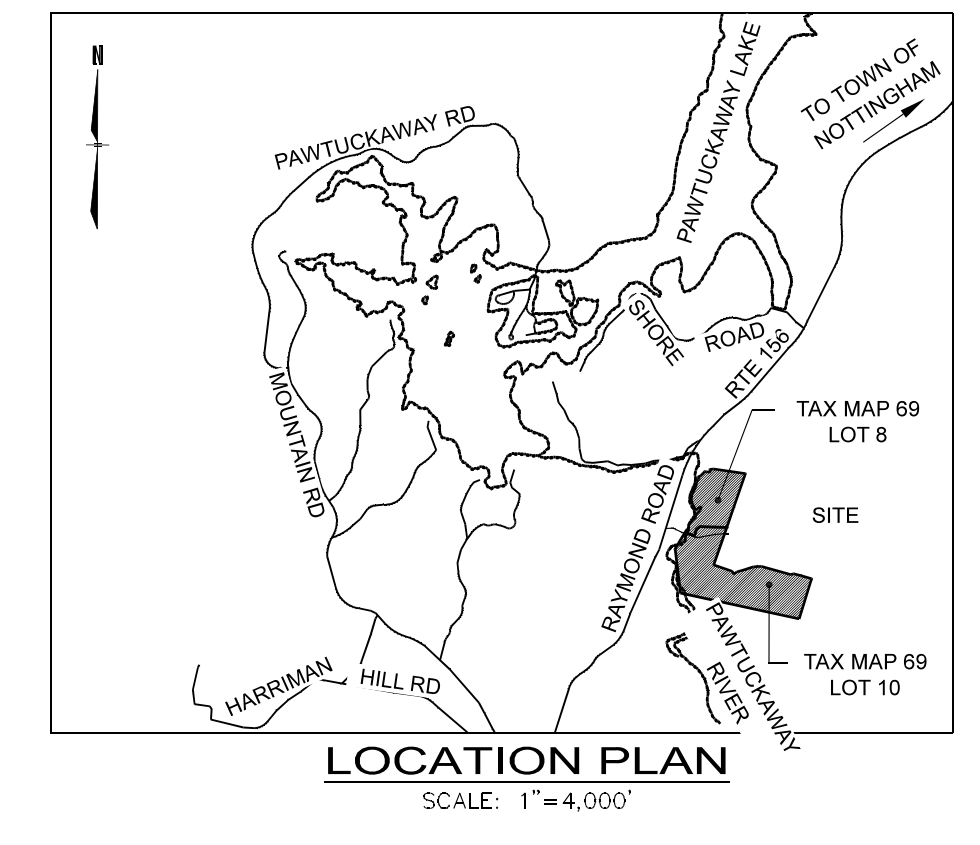 N
PAWTUCKAWAY LAKE
TO TOWN OF
NOTTINGHAM
PAWTUCKAWAY RD
SHORE
ROAD
RTE 156
MOUNTAIN RD
TAX MAP 69
LOT 8
SITE
RAYMOND ROAD
PAWTUCKAWAY
RIVER
TAX MAP 69
LOT 10
HARRIMAN
HILL RD
LOCATION PLAN
SCALE: 1"=4,000'